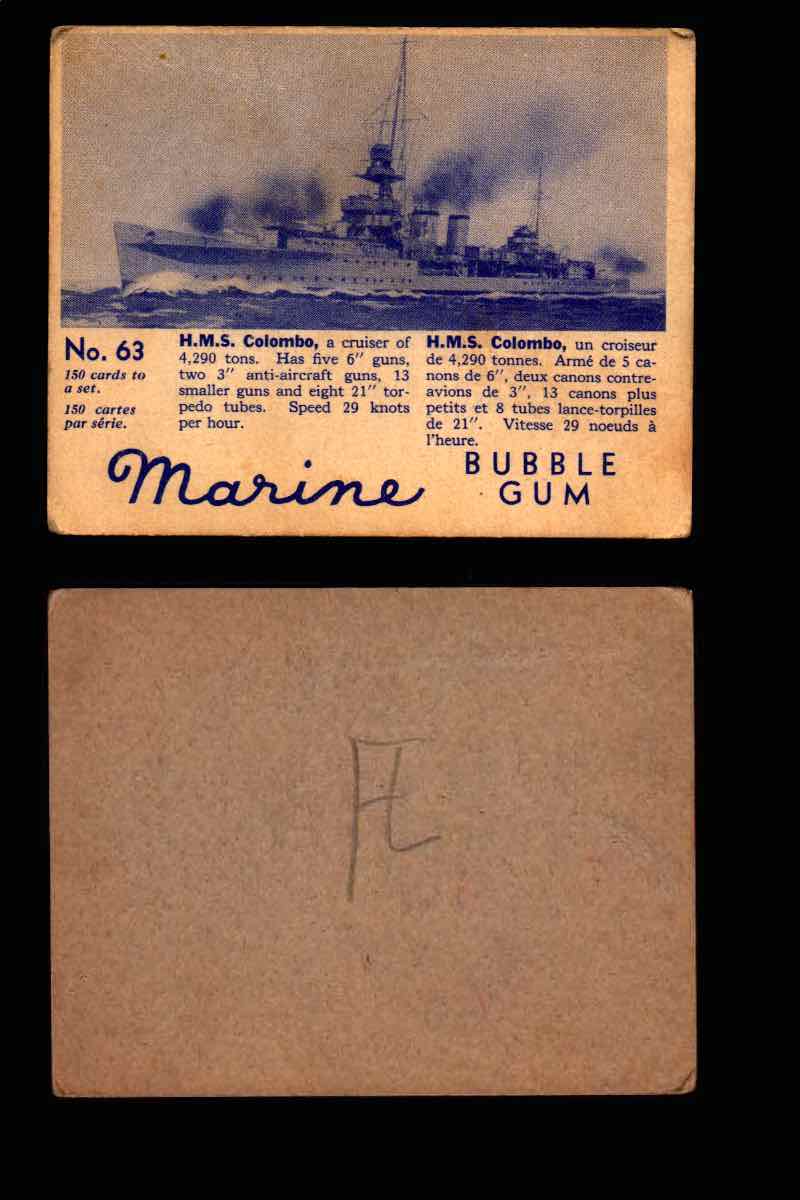 No. 63
150 cards to
a set.
150 cartes
par série.
H.M.S. Colombo, a cruiser of
4,290 tons. Has five 6" guns,
two 3" anti-aircraft guns, 13
smaller guns and eight 21" tor-
pedo tubes. Speed 29 knots
per hour.
H.M.S. Colombo, un croiseur
de 4,290 tonnes. Armé de 5 ca-
nons de 6", deux canons contre-
avions de 3", 13 canons plus
petits et 8 tubes lance-torpilles
de 21". Vitesse 29 noeuds à
l'heure.
Marine BUBBLE
GUM